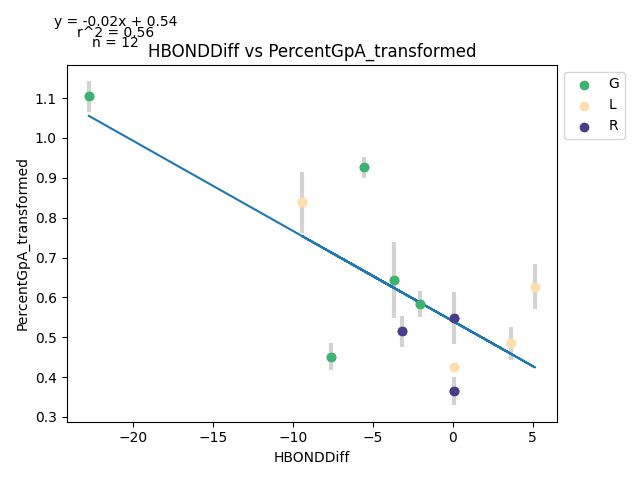 y = -0.02x + 0.54
r^2 = 0.56
n = 12
HBONDDiff vs PercentGpA_transformed
G
L
R
PercentGpA_transformed
1.1
1.0
0.9
0.8
0.7
0.6
0.5
0.4
0.3
−20
−15
−10
−5
0
5
HBONDDiff